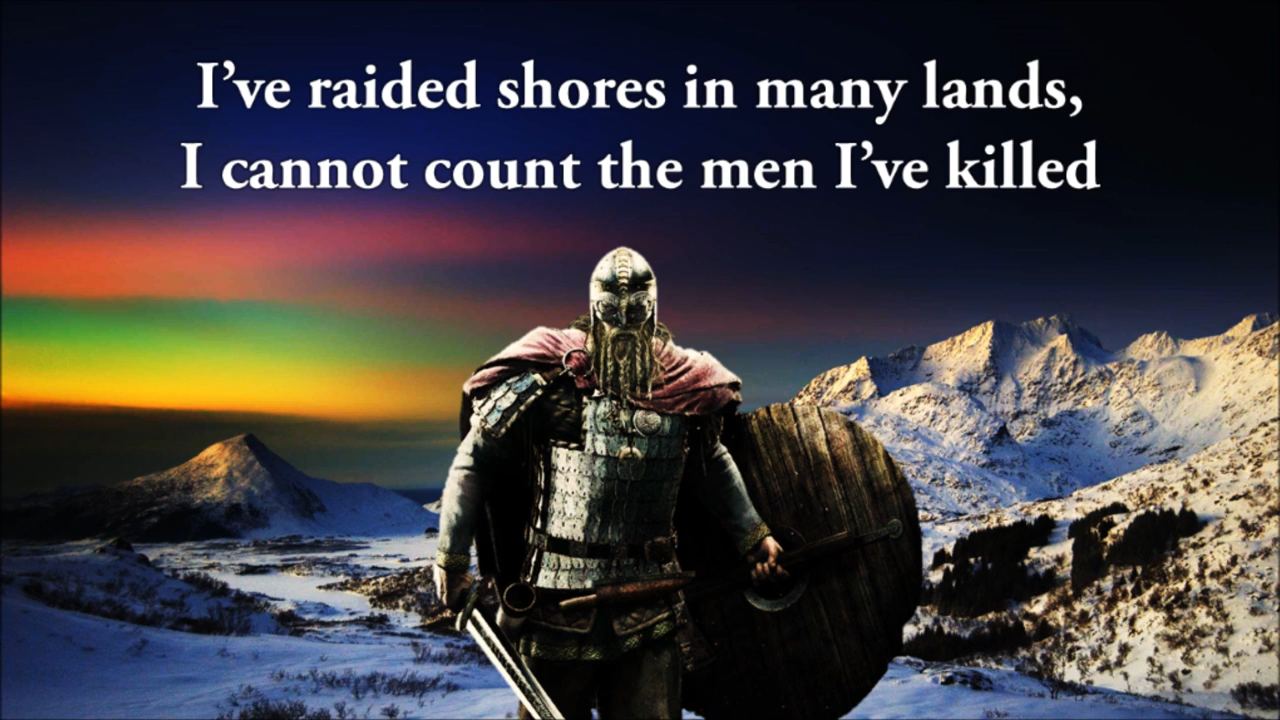 I’ve raided shores in many lands,
I cannot count the men I’ve killed